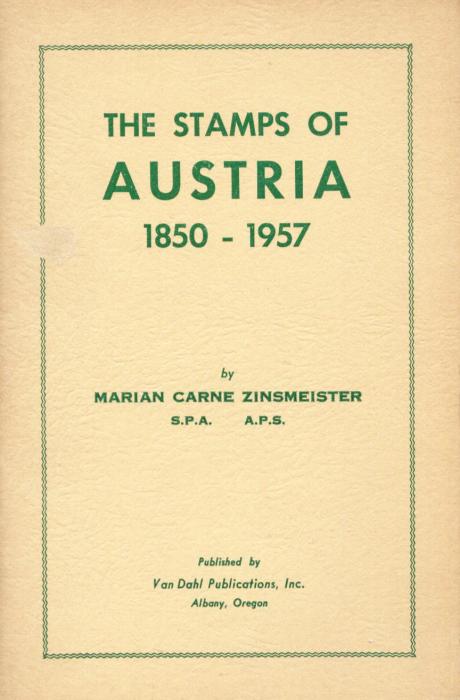 THE STAMPS OF
AUSTRIA
1850 - 1957
by
MARIAN CARNE ZINSMEISTER
S.P.A. A.P.S.
Published by
Van Dahl Publications, Inc.
Albany, Oregon